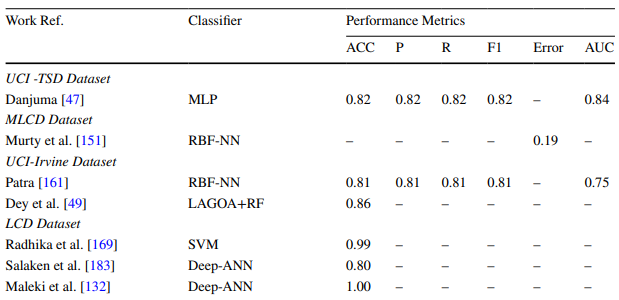 Work Ref. Classifier Performance Metrics
ACC P R F1 Error AUC
UCI -TSD Dataset
Danjuma [47] MLP 0.82 0.82 0.82 0.82 – 0.84
MLCD Dataset
Murty et al. [151] RBF-NN – – – – 0.19 –
UCI-Irvine Dataset
Patra [161] RBF-NN 0.81 0.81 0.81 0.81 – 0.75
Dey et al. [49] LAGOA+RF 0.86 – – – – –
LCD Dataset
Radhika et al. [169] SVM 0.99 – – – – –
Salaken et al. [183] Deep-ANN 0.80 – – – – –
Maleki et al. [132] Deep-ANN 1.00 – – – – –